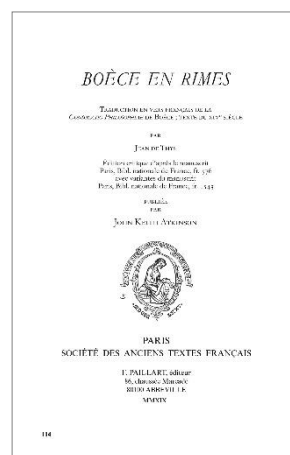 BOÈCE EN RIMES
TRADUCTION EN VERS FRANÇAIS DE LA
CONSOLATIO PHILOSOPHIAE DE BOÈCE ; TEXTE DU XIVe SIÈCLE
PAR
JEAN DE THYS
Édition critique d'après le manuscrit
Paris, Bibl. nationale de France, fr. 576
avec variantes du manuscrit
Paris, Bibl. nationale de France, fr. 1543
PUBLIÉE
PAR
JOHN KEITH ATKINSON
PARIS
SOCIÉTÉ DES ANCIENS TEXTES FRANÇAIS
F. PAILLART, éditeur
86, chaussée Marcadé
80100 ABBEVILLE
MMXIX
114